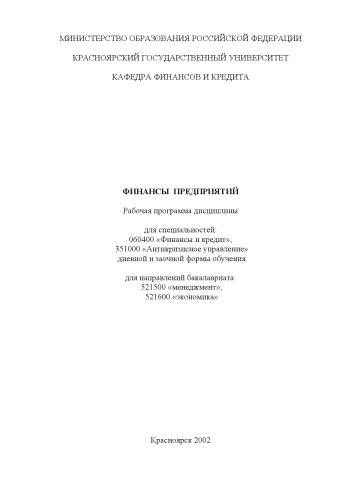 МИНИСТЕРСТВО ОБРАЗОВАНИЯ РОССИЙСКОЙ ФЕДЕРАЦИИ
КРАСНОЯРСКИЙ ГОСУДАРСТВЕННЫЙ УНИВЕРСИТЕТ
КАФЕДРА ФИНАНСОВ И КРЕДИТА
ФИНАНСЫ ПРЕДПРИЯТИЙ
Рабочая программа дисциплины
для специальностей:
060400 «Финансы и кредит»;
351000 «Антикризисное управление»
дневной и заочной формы обучения
для направлений бакалавриата:
521500 «менеджмент»;
521600 «экономика»
Красноярск 2002